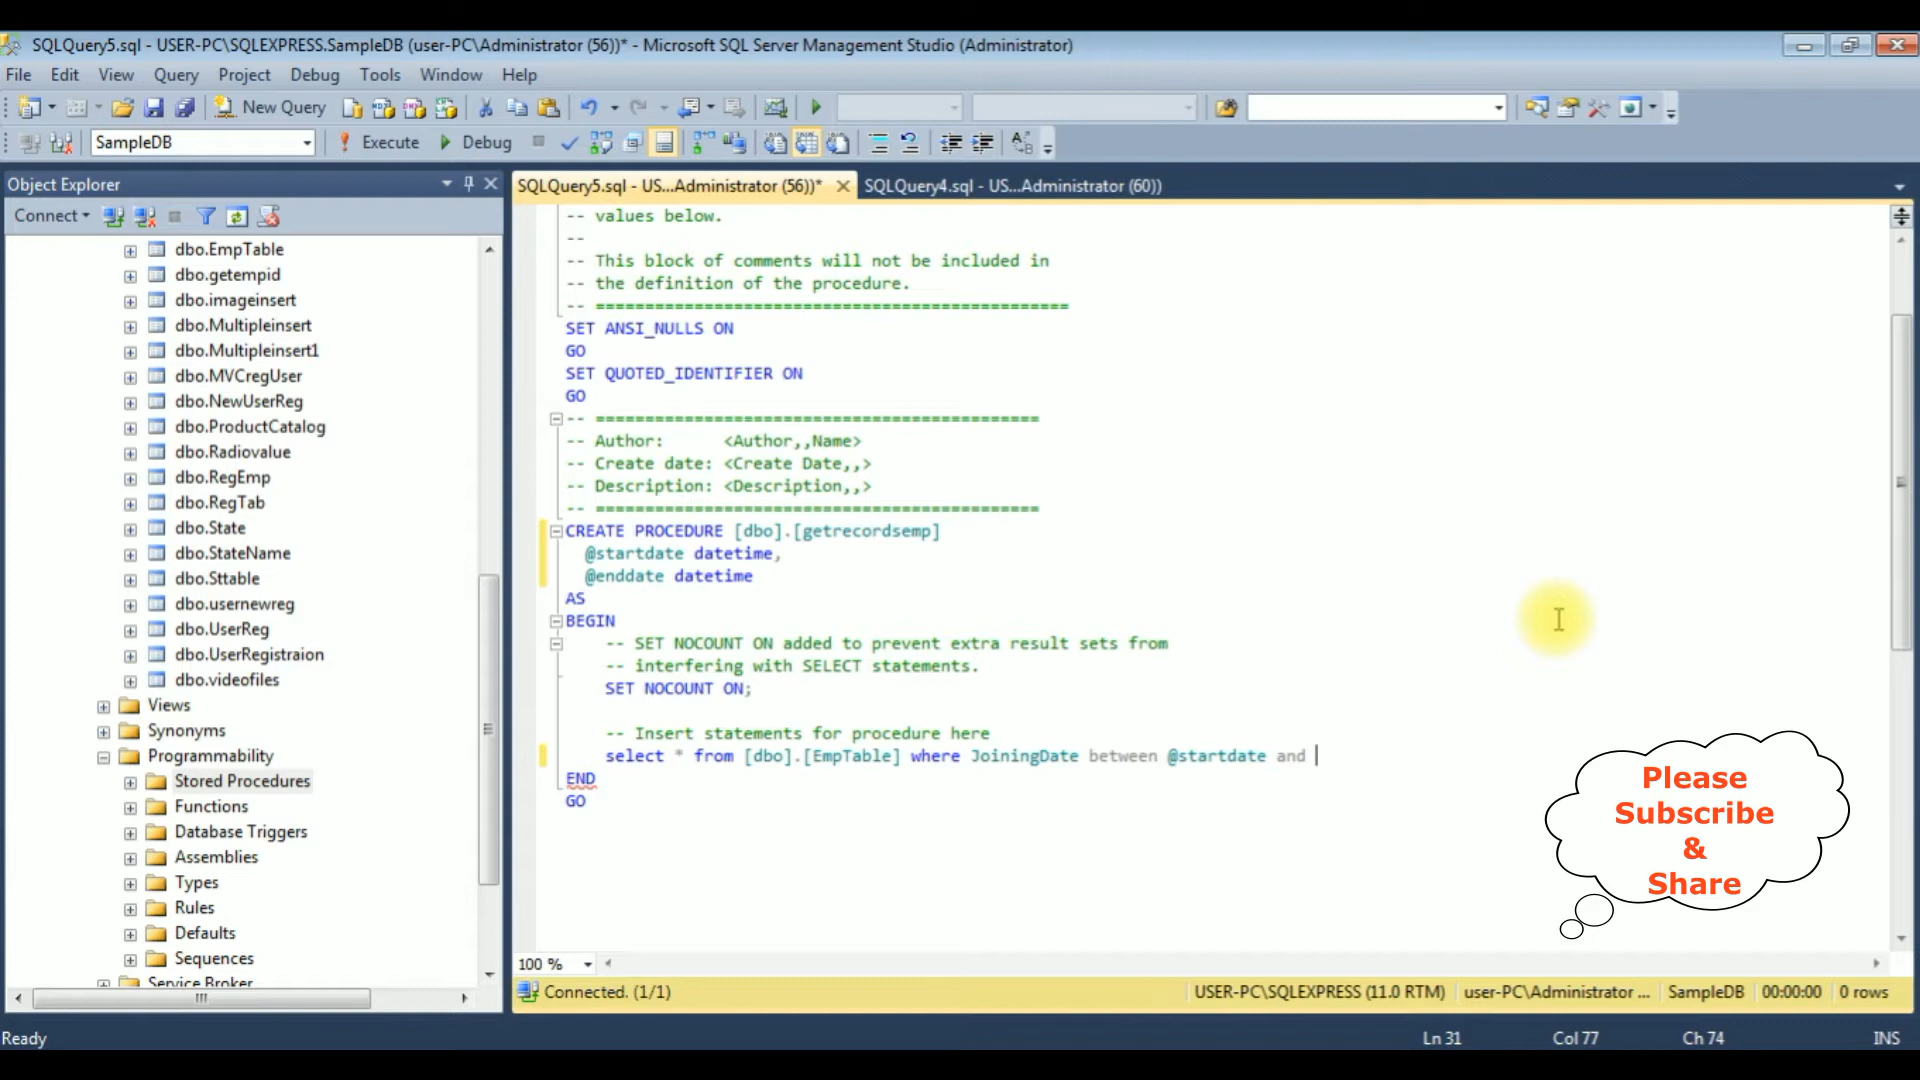 SQLQuery5.sql - USER-PC\SQLEXPRESS.SampleDB (user-PC\Administrator (56))* - Microsoft SQL Server Management Studio (Administrator)
File Edit View Query Project Debug Tools Window Help
New Query
SampleDB Execute Debug
Object Explorer
Connect
dbo.EmpTable
dbo.getempid
dbo.imageinsert
dbo.Multipleinsert
dbo.Multipleinsert1
dbo.MVCregUser
dbo.NewUserReg
dbo.ProductCatalog
dbo.Radiovalue
dbo.RegEmp
dbo.RegTab
dbo.State
dbo.StateName
dbo.Sttable
dbo.usernewreg
dbo.UserReg
dbo.UserRegistraion
dbo.videofiles
Views
Synonyms
Programmability
Stored Procedures
Functions
Database Triggers
Assemblies
Types
Rules
Defaults
Sequences
Service Broker
SQLQuery5.sql - US...Administrator (56))* SQLQuery4.sql - US...Administrator (60))
-- values below.
--
-- This block of comments will not be included in
-- the definition of the procedure.
-- ================================================
SET ANSI_NULLS ON
GO
SET QUOTED_IDENTIFIER ON
GO
-- =============================================
-- Author: <Author,,Name>
-- Create date: <Create Date,,>
-- Description: <Description,,>
-- =============================================
CREATE PROCEDURE [dbo].[getrecordsemp]
@startdate datetime,
@enddate datetime
AS
BEGIN
-- SET NOCOUNT ON added to prevent extra result sets from
-- interfering with SELECT statements.
SET NOCOUNT ON;
-- Insert statements for procedure here
select * from [dbo].[EmpTable] where JoiningDate between @startdate and
END
GO
Please
Subscribe
&
Share
100 %
Connected. (1/1) USER-PC\SQLEXPRESS (11.0 RTM) user-PC\Administrator ... SampleDB 00:00:00 0 rows
Ready Ln 31 Col 77 Ch 74 INS